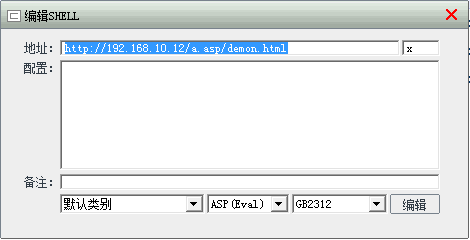 编辑SHELL
地址: http://192.168.10.12/a.asp/demon.html x
配置:
备注:
默认类别 ASP(Eval) GB2312 编辑